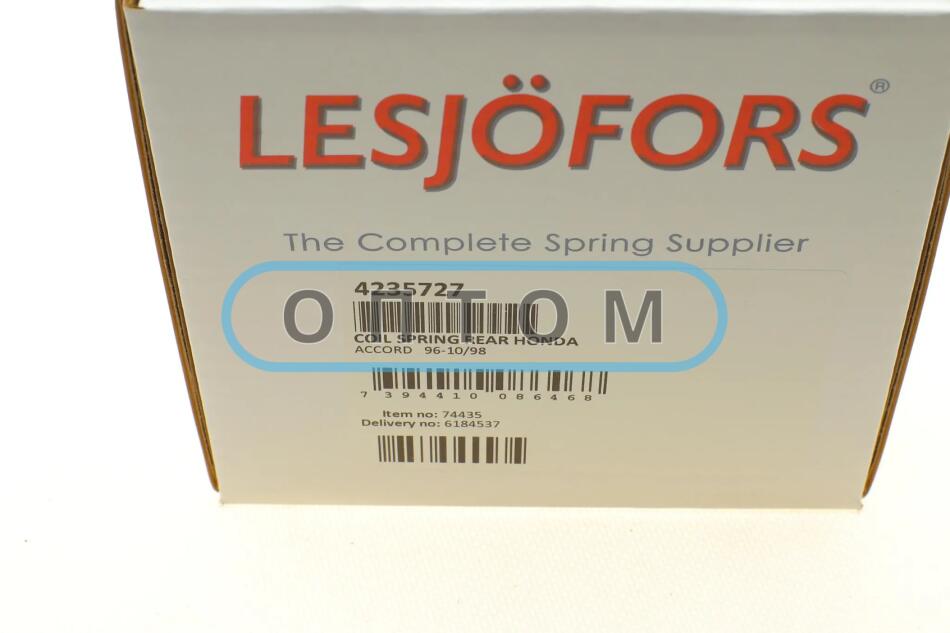 LESJÖFORS®
The Complete Spring Supplier
4235727
ОПТОМ
COIL SPRING REAR HONDA
ACCORD 96-10/98
7 394410 086468
Item no: 74435
Delivery no: 6184537